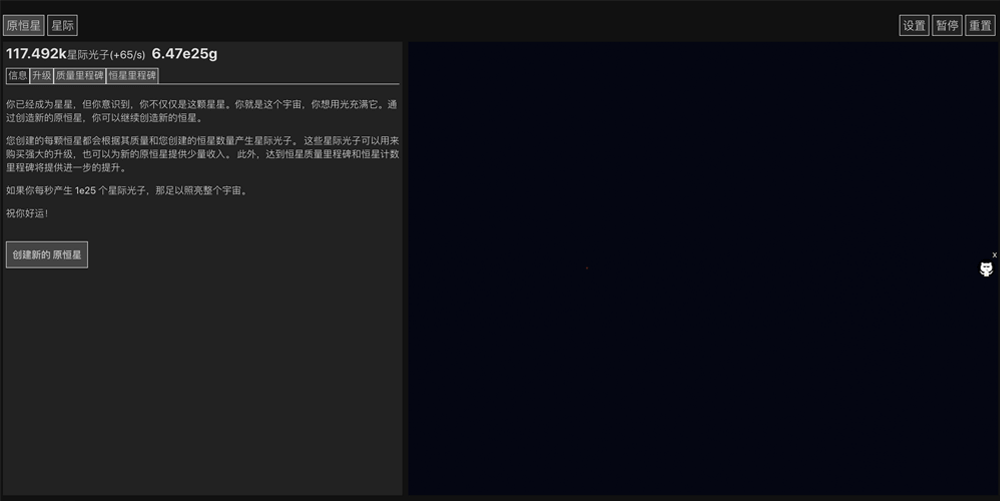 原恒星 星际 设置 暂停 重置
117.492k星际光子(+65/s) 6.47e25g
信息 升级 质量里程碑 恒星里程碑
你已经成为星星，但你意识到，你不仅仅是这颗星星。你就是这个宇宙，你想用光充满它。通
过创造新的原恒星，你可以继续创造新的恒星。
您创建的每颗恒星都会根据其质量和您创建的恒星数量产生星际光子。 这些星际光子可以用来
购买强大的升级，也可以为新的原恒星提供少量收入。 此外，达到恒星质量里程碑和恒星计数
里程碑将提供进一步的提升。
如果你每秒产生 1e25 个星际光子，那足以照亮整个宇宙。
祝你好运！
创建新的 原恒星
x